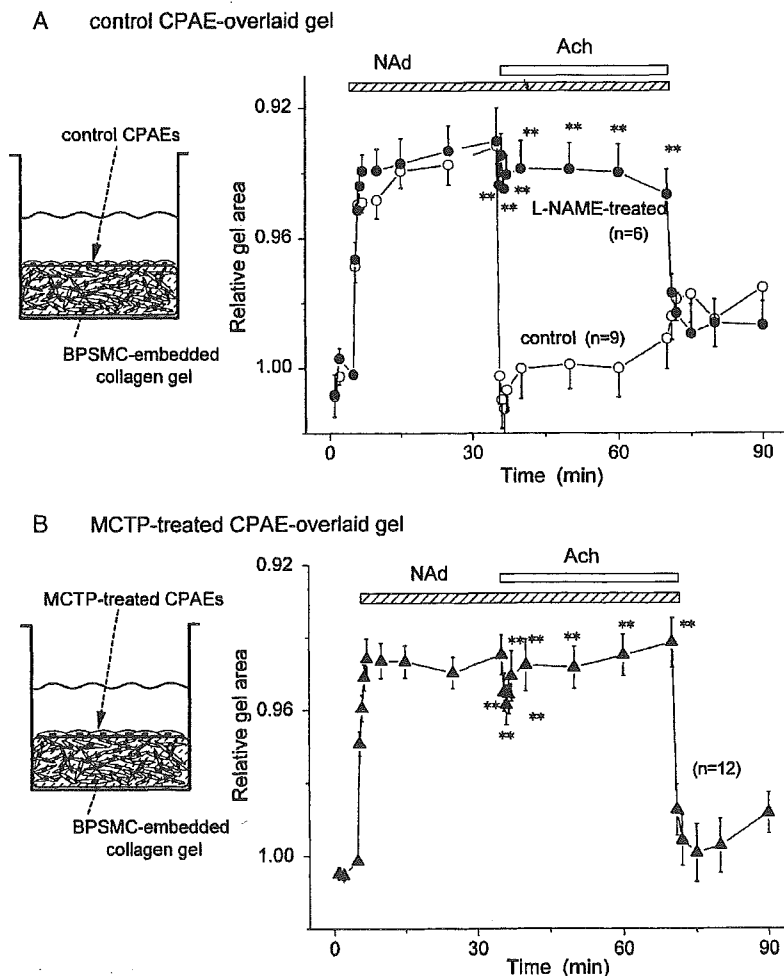 A control CPAE-overlaid gel
Ach
NAd
control CPAEs
BPSMC-embedded
collagen gel
Relative gel area
0.92
0.96
1.00
** ** ** ** **
** ** **
L-NAME-treated
(n=6)
control (n=9)
0 30 60 90
Time (min)
B MCTP-treated CPAE-overlaid gel
Ach
NAd
MCTP-treated CPAEs
BPSMC-embedded
collagen gel
Relative gel area
0.92
0.96
1.00
** ** ** ** **
** **
**
(n=12)
0 30 60 90
Time (min)